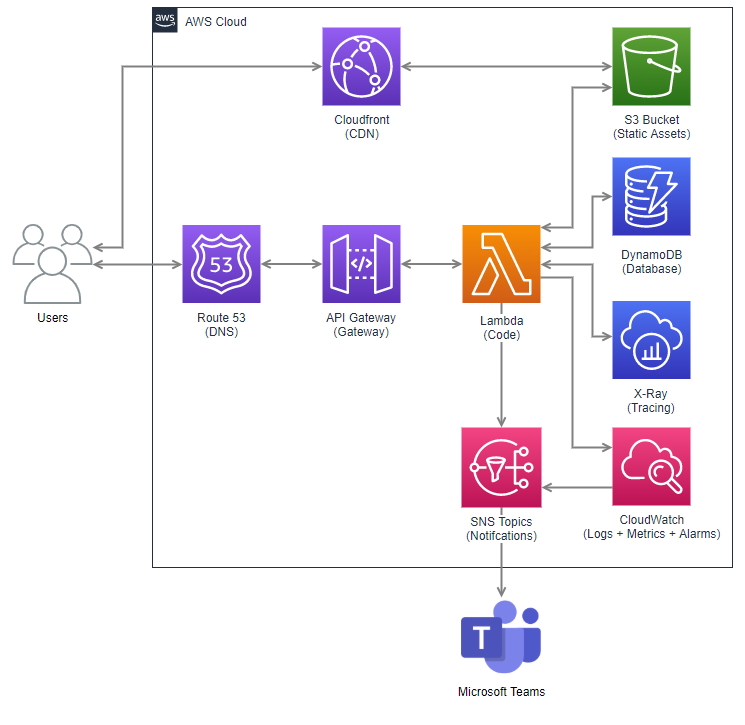 aws
AWS Cloud
Cloudfront
(CDN)
S3 Bucket
(Static Assets)
DynamoDB
(Database)
53
Users
Route 53
(DNS)
API Gateway
(Gateway)
Lambda
(Code)
X-Ray
(Tracing)
SNS Topics
(Notifcations)
CloudWatch
(Logs + Metrics + Alarms)
T
Microsoft Teams